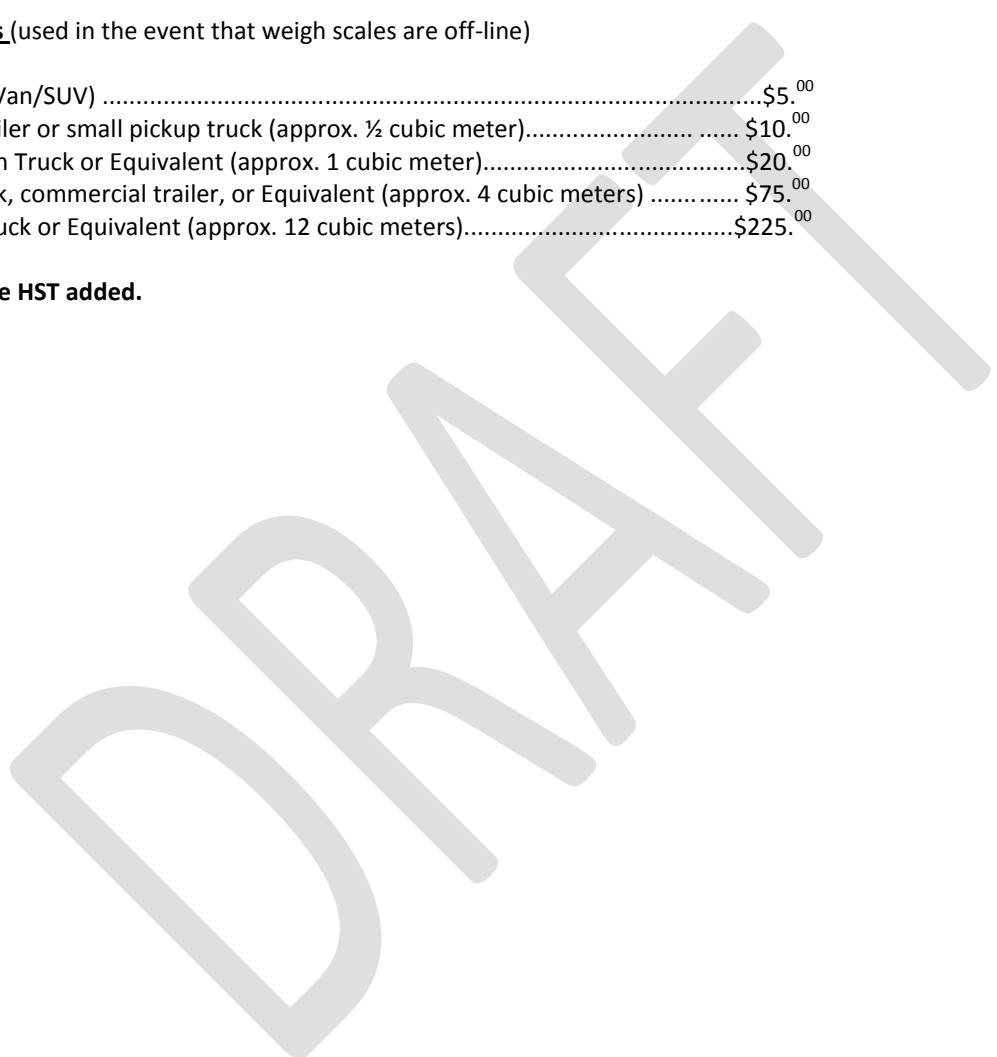 (used in the event that weigh scales are off-line)
Van/SUV) ....................................................................................................$5.00
or small pickup truck (approx. ½ cubic meter)......................... ...... $10.00
Truck or Equivalent (approx. 1 cubic meter)........................................$20.00
commercial trailer, or Equivalent (approx. 4 cubic meters) ....... ...... $75.00
or Equivalent (approx. 12 cubic meters)........................................$225.00
HST added.
DRAFT